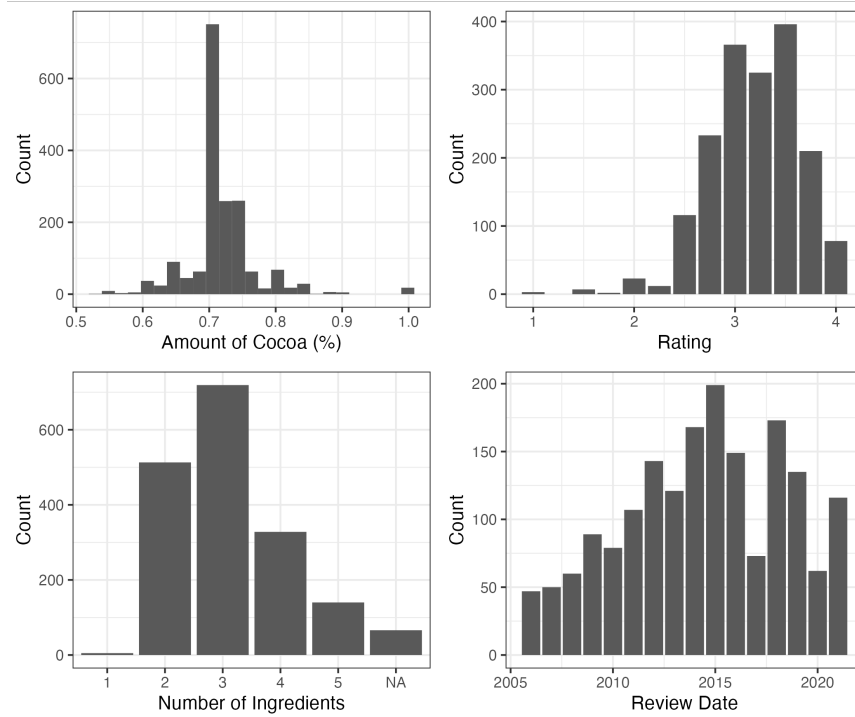 600
400
200
0
Count
0.5 0.6 0.7 0.8 0.9 1.0
Amount of Cocoa (%)
400
300
200
100
0
Count
1 2 3 4
Rating
600
400
200
0
Count
1 2 3 4 5 NA
Number of Ingredients
200
150
100
50
0
Count
2005 2010 2015 2020
Review Date